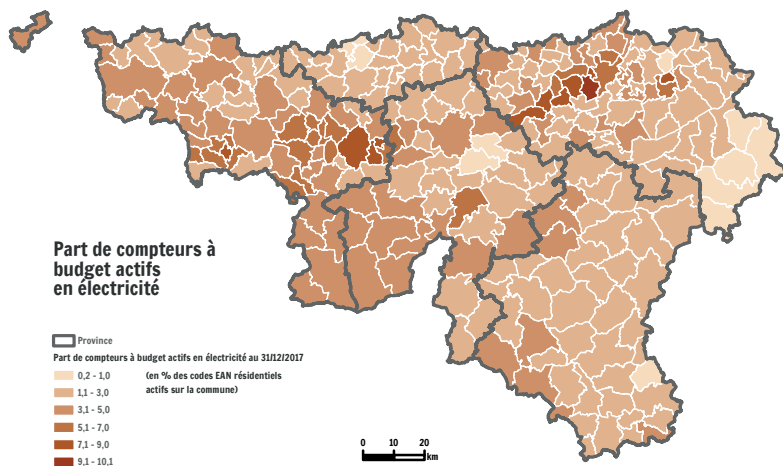 Part de compteurs à
budget actifs
en électricité
Province
Part de compteurs à budget actifs en électricité au 31/12/2017
0,2 - 1,0 (en % des codes EAN résidentiels
1,1 - 3,0 actifs sur la commune)
3,1 - 5,0
5,1 - 7,0
7,1 - 9,0
9,1 - 10,1
0 10 20
km